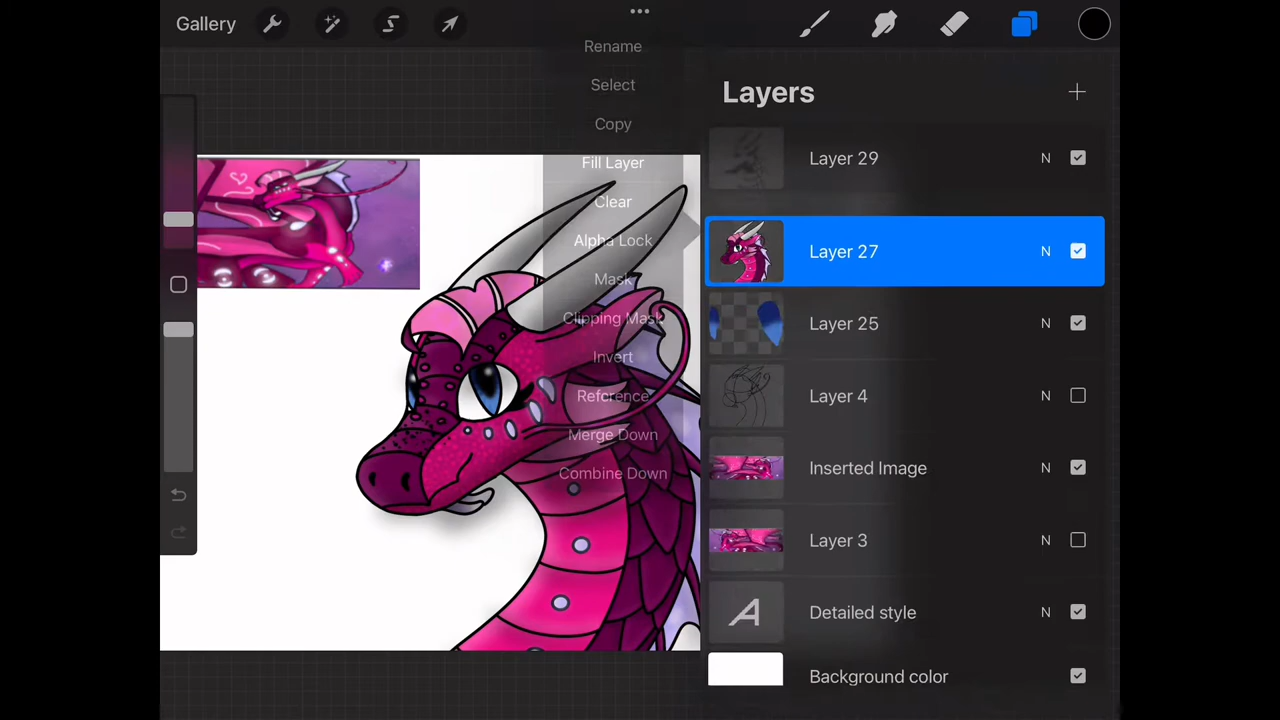 Gallery
Rename
Select
Copy
Fill Layer
Clear
Alpha Lock
Mask
Clipping Mask
Invert
Reference
Merge Down
Combine Down
Layers
Layer 29 N
Layer 27 N
Layer 25 N
Layer 4 N
Inserted Image N
Layer 3 N
A Detailed style N
Background color